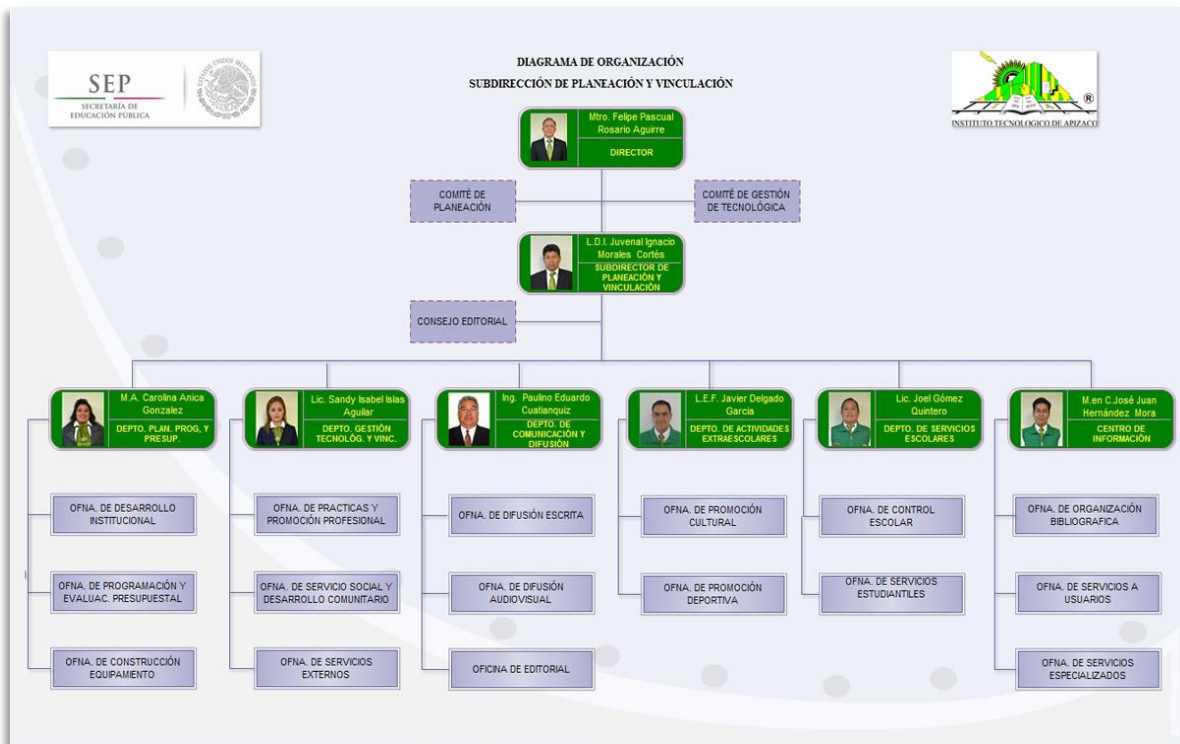 DIAGRAMA DE ORGANIZACIÓN
SUBDIRECCIÓN DE PLANEACIÓN Y VINCULACIÓN
SEP
SECRETARÍA DE
EDUCACIÓN PÚBLICA
ESTADOS UNIDOS MEXICANOS
®
INSTITUTO TECNOLOGICO DE APIZACO
Mtro. Felipe Pascual
Rosario Aguirre
DIRECTOR
COMITÉ DE
PLANEACIÓN
COMITÉ DE GESTIÓN
DE TECNOLÓGICA
L.D.I. Juvenal Ignacio
Morales Cortés
SUBDIRECTOR DE
PLANEACIÓN Y
VINCULACIÓN
CONSEJO EDITORIAL
M.A. Carolina Anica
Gonzalez
DEPTO. PLAN. PROG, Y
PRESUP.
Lic. Sandy Isabel Islas
Aguilar
DEPTO. GESTIÓN
TECNOLÓG. Y VINC.
Ing. Paulino Eduardo
Cuatianquiz
DEPTO. DE
COMUNICACIÓN Y
DIFUSIÓN
L.E.F. Javier Delgado
Garcia
DEPTO. DE ACTIVIDADES
EXTRAESCOLARES
Lic. Joel Gómez
Quintero
DEPTO. DE SERVICIOS
ESCOLARES
M.en C.José Juan
Hernández Mora
CENTRO DE
INFORMACIÓN
OFNA. DE DESARROLLO
INSTITUCIONAL
OFNA. DE PRACTICAS Y
PROMOCIÓN PROFESIONAL
OFNA. DE DIFUSIÓN ESCRITA
OFNA. DE PROMOCIÓN
CULTURAL
OFNA. DE CONTROL
ESCOLAR
OFNA. DE ORGANIZACIÓN
BIBLIOGRAFICA
OFNA. DE PROGRAMACIÓN Y
EVALUAC. PRESUPUESTAL
OFNA. DE SERVICIO SOCIAL Y
DESARROLLO COMUNITARIO
OFNA. DE DIFUSIÓN
AUDIOVISUAL
OFNA. DE PROMOCIÓN
DEPORTIVA
OFNA. DE SERVICIOS
ESTUDIANTILES
OFNA. DE SERVICIOS A
USUARIOS
OFNA. DE CONSTRUCCIÓN
EQUIPAMIENTO
OFNA. DE SERVICIOS
EXTERNOS
OFICINA DE EDITORIAL
OFNA. DE SERVICIOS
ESPECIALIZADOS